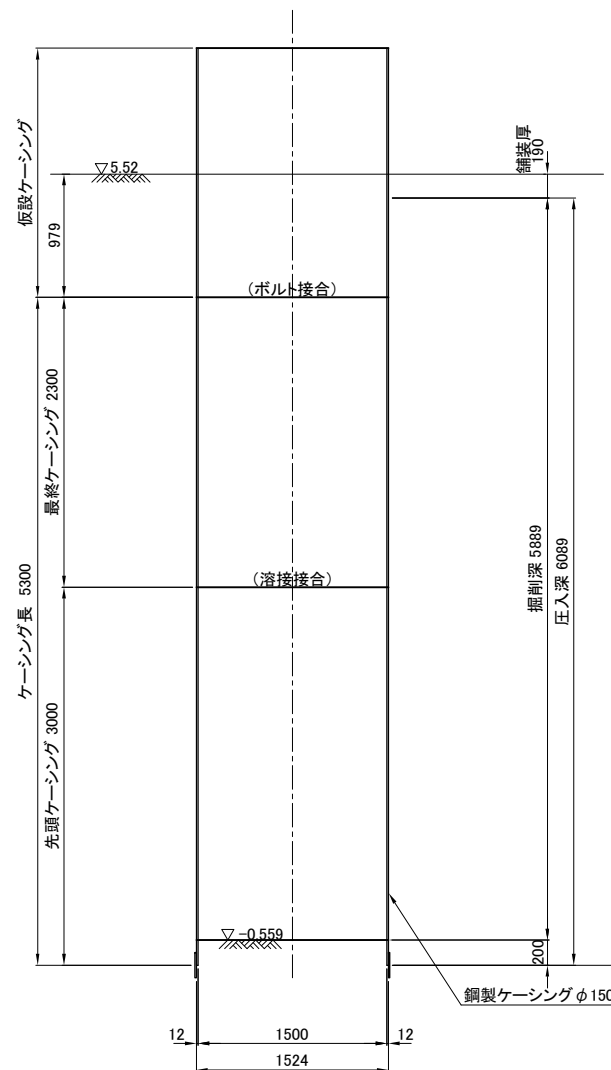 仮設ケーシング
▽5.52
979
舗装厚
190
(ボルト接合)
最終ケーシング 2300
ケーシング長 5300
(溶接接合)
掘削深 5889
圧入深 6089
先頭ケーシング 3000
▽ -0.559
200
鋼製ケーシングφ150
12
1500
12
1524